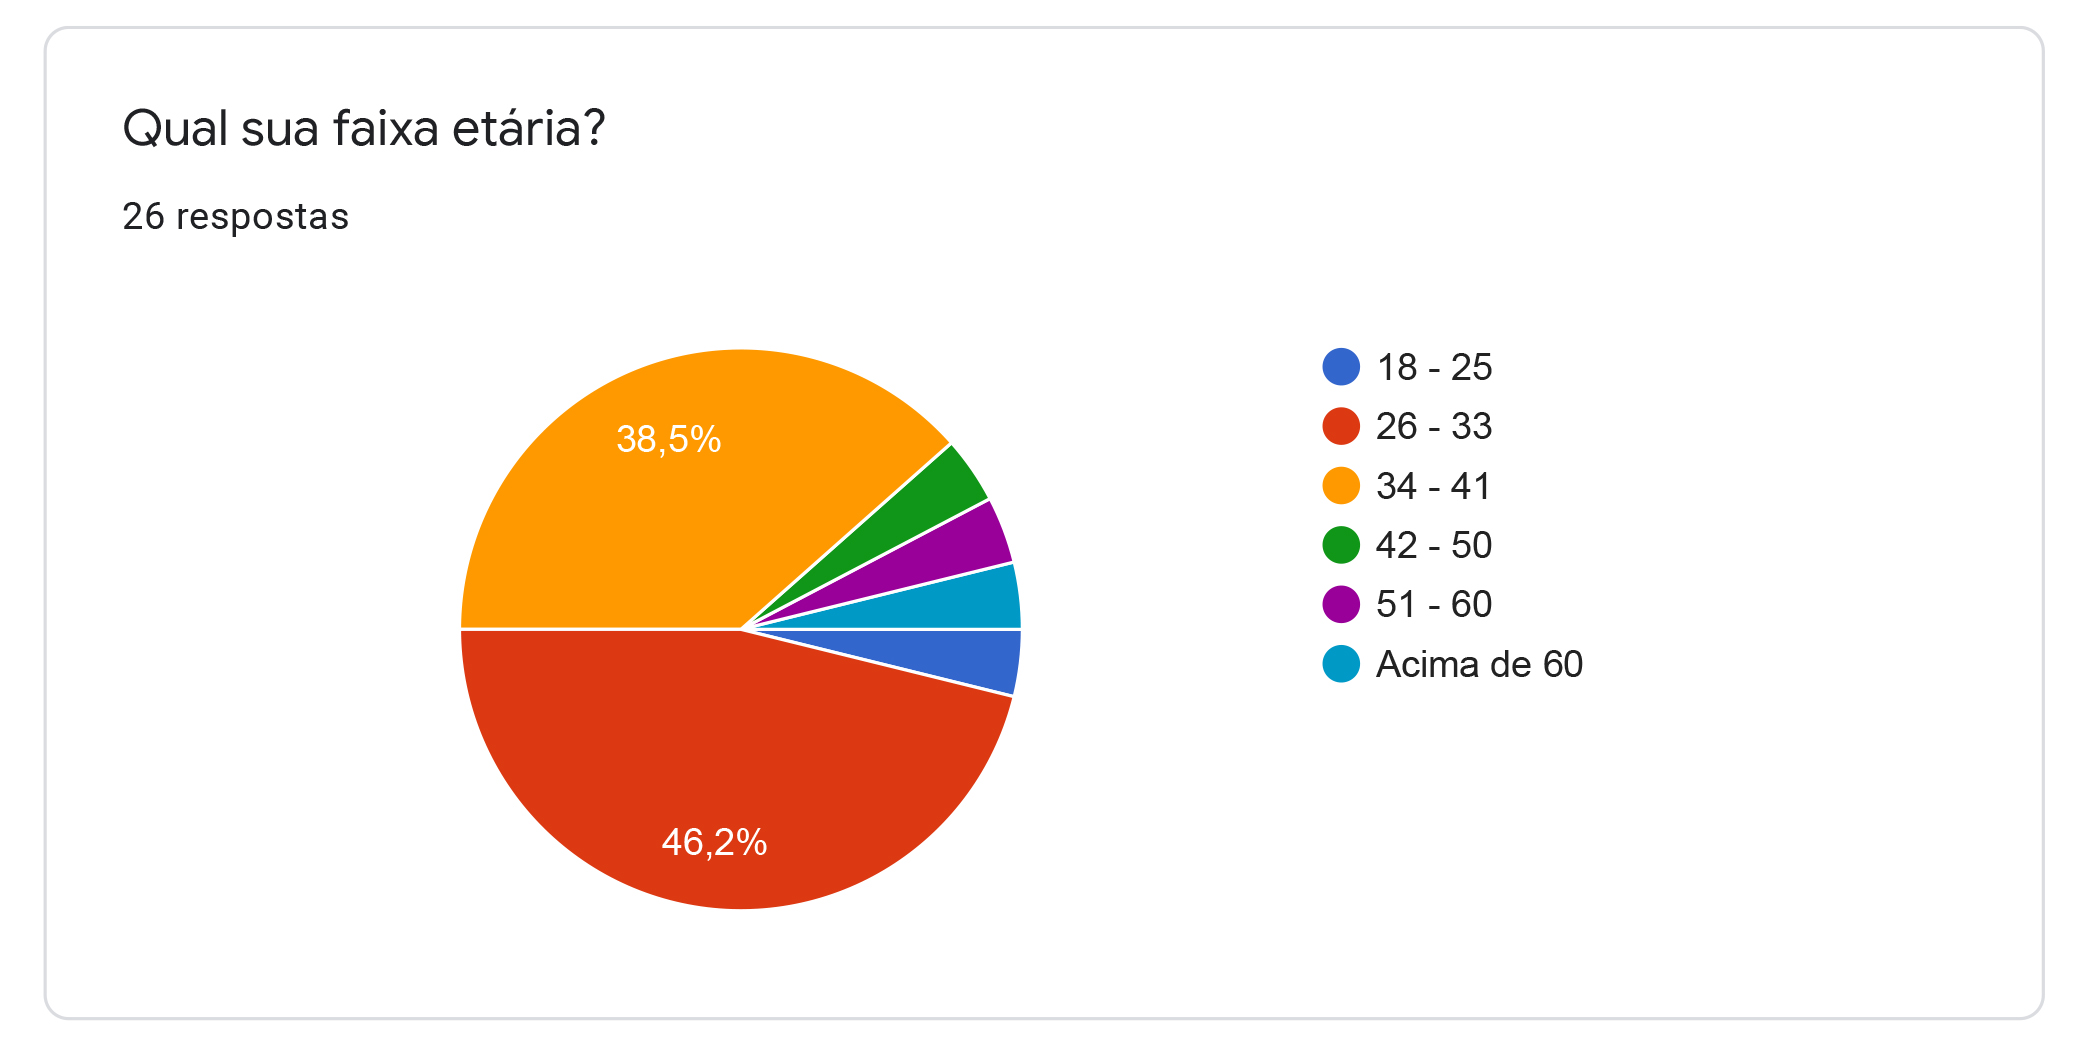 Qual sua faixa etária?
26 respostas
38,5%
46,2%
18 - 25
26 - 33
34 - 41
42 - 50
51 - 60
Acima de 60